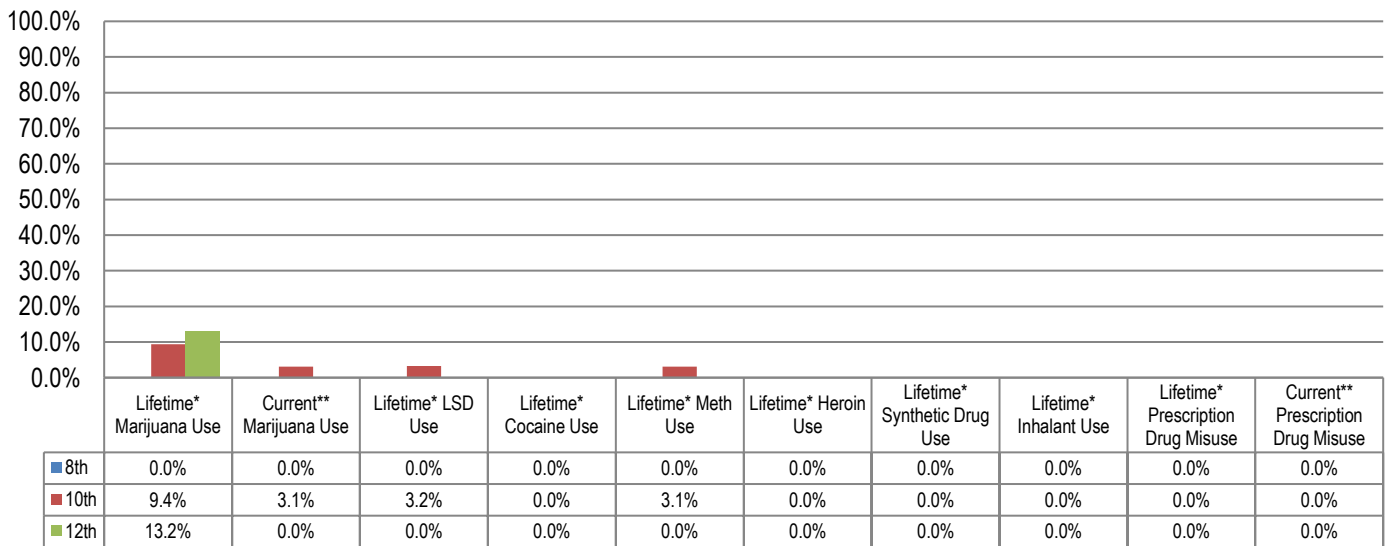 100.0%
90.0%
80.0%
70.0%
60.0%
50.0%
40.0%
30.0%
20.0%
10.0%
0.0%
Lifetime* Marijuana Use
Current** Marijuana Use
Lifetime* LSD Use
Lifetime* Cocaine Use
Lifetime* Meth Use
Lifetime* Heroin Use
Lifetime* Synthetic Drug Use
Lifetime* Inhalant Use
Lifetime* Prescription Drug Misuse
Current** Prescription Drug Misuse
8th 0.0% 0.0% 0.0% 0.0% 0.0% 0.0% 0.0% 0.0% 0.0% 0.0%
10th 9.4% 3.1% 3.2% 0.0% 3.1% 0.0% 0.0% 0.0% 0.0% 0.0%
12th 13.2% 0.0% 0.0% 0.0% 0.0% 0.0% 0.0% 0.0% 0.0% 0.0%